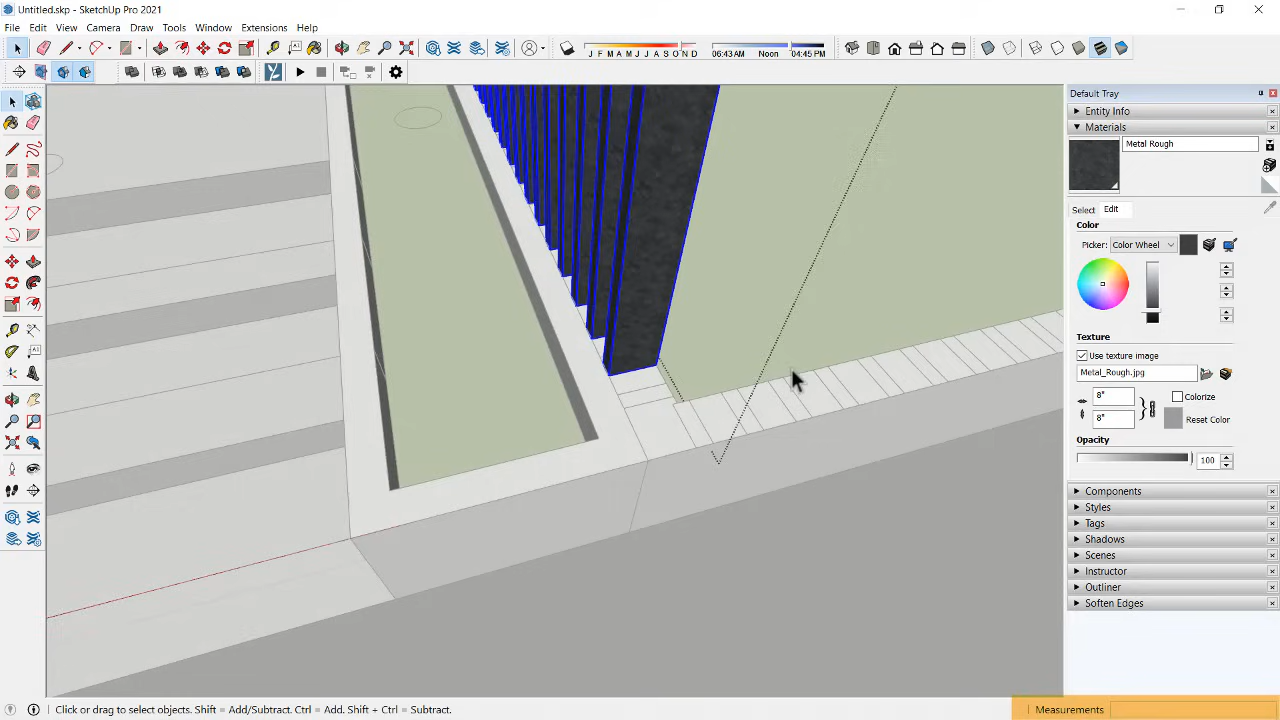 Untitled.skp - SketchUp Pro 2021
File Edit View Camera Draw Tools Window Extensions Help
J F M A M J J A S O N D
06:43 AM Noon 04:45 PM
Default Tray
Entity Info
Materials
Metal Rough
Select Edit
Color
Picker: Color Wheel
Texture
Use texture image
Metal_Rough.jpg
8"
Colorize
8"
Reset Color
Opacity
100
Components
Styles
Tags
Shadows
Scenes
Instructor
Outliner
Soften Edges
Click or drag to select objects. Shift = Add/Subtract. Ctrl = Add. Shift + Ctrl = Subtract.
Measurements